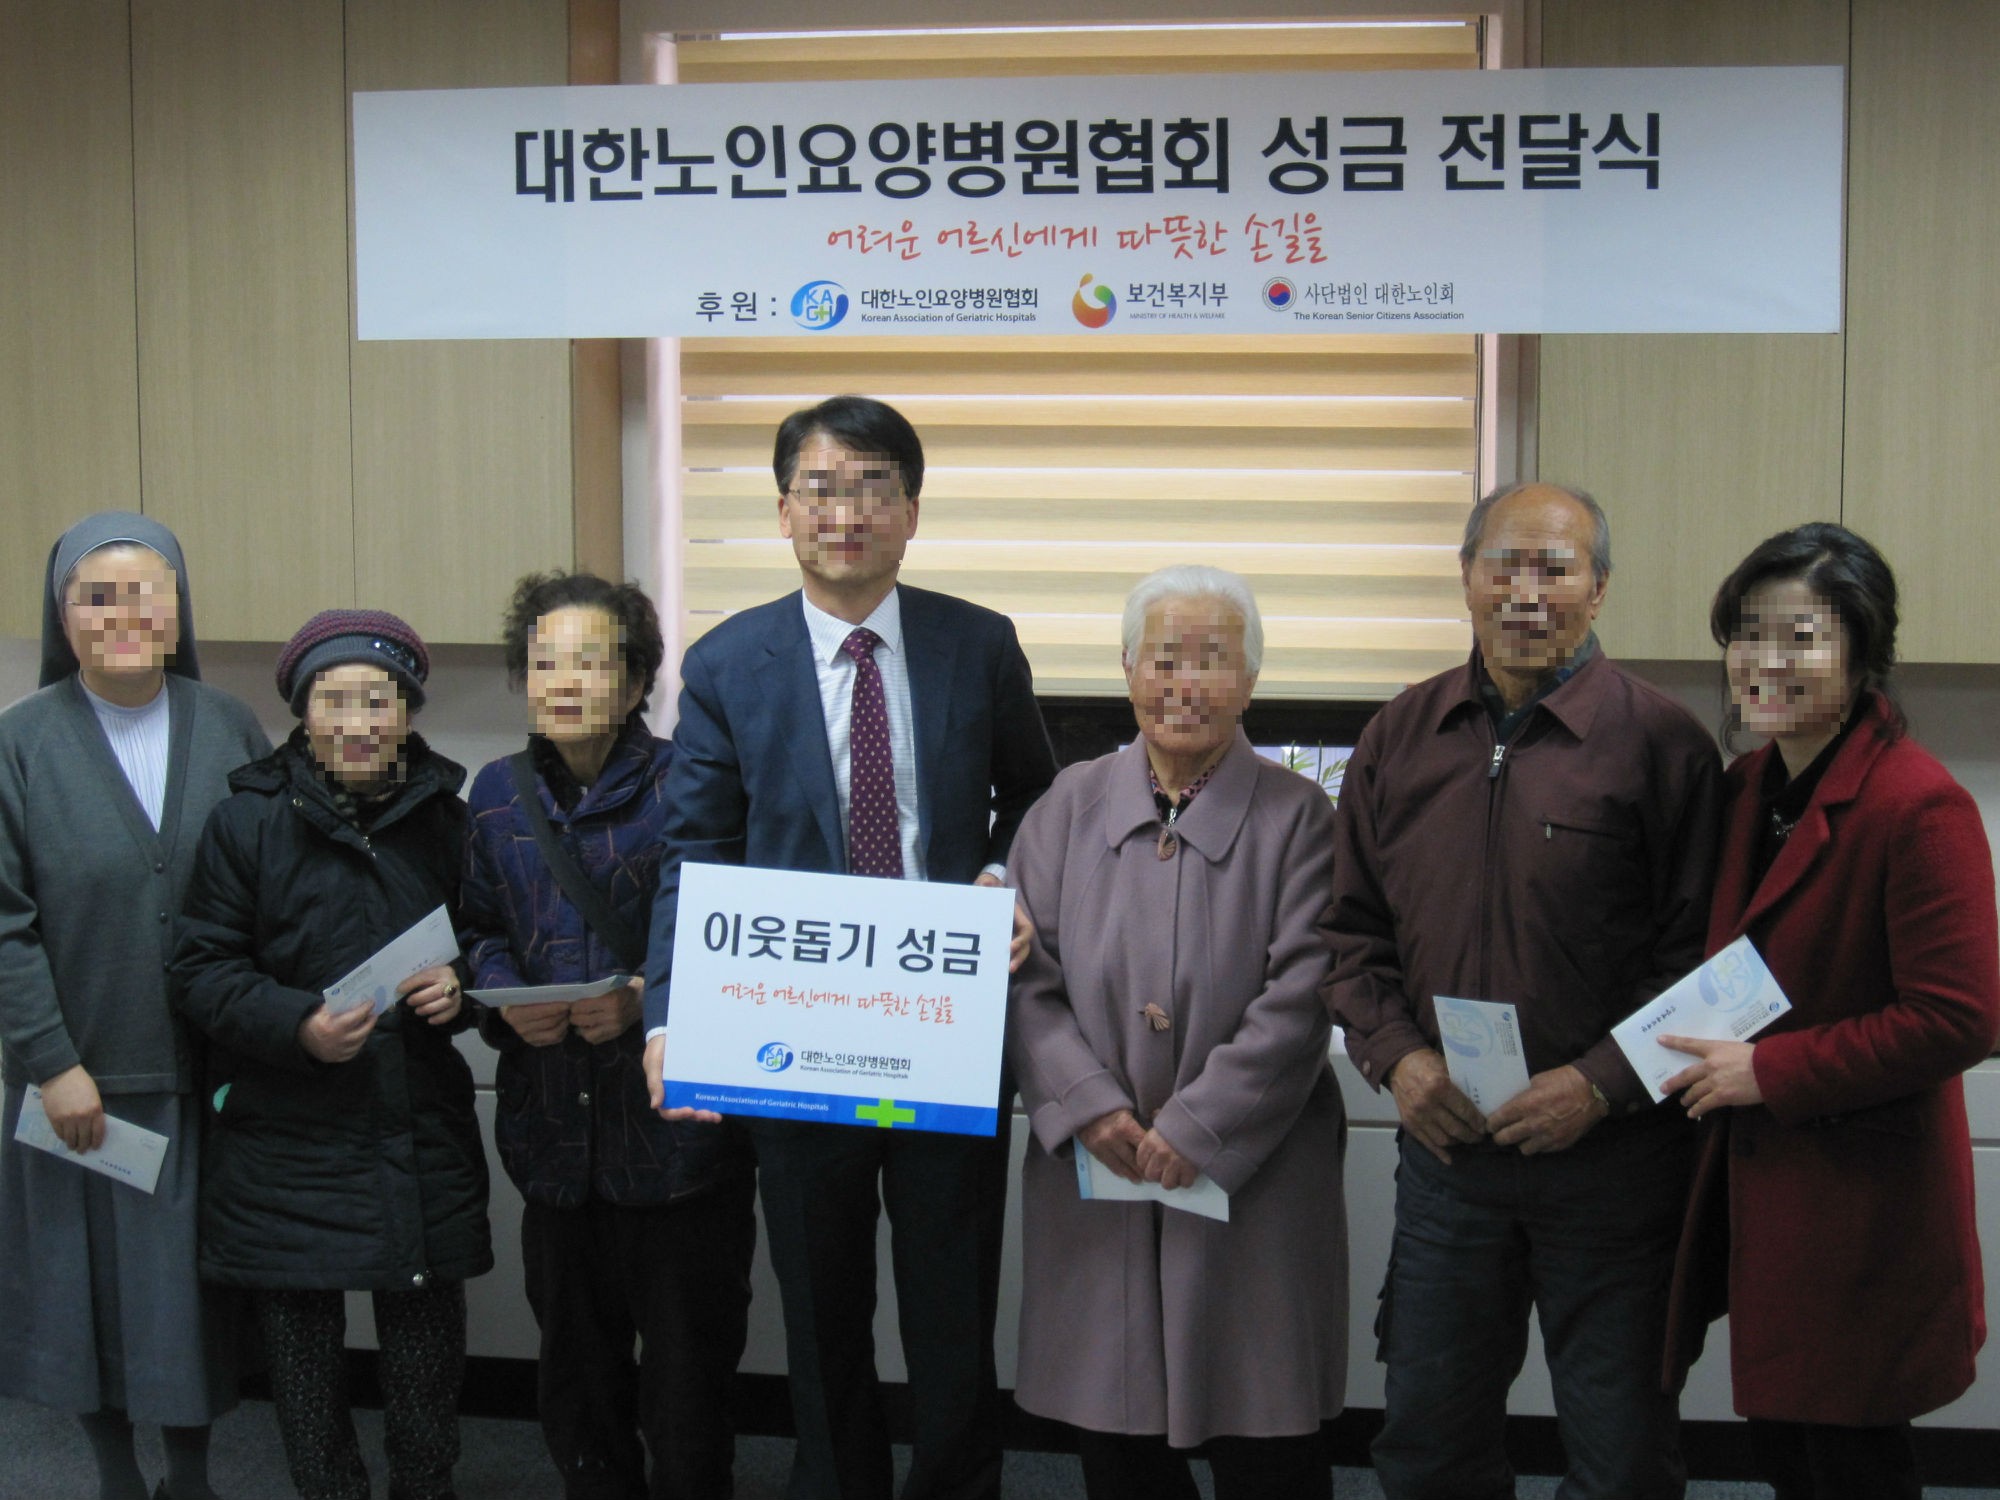 대한노인요양병원협회 성금 전달식
어려운 어르신에게 따뜻한 손길을
후원 : KAGH 대한노인요양병원협회 보건복지부 사단법인 대한노인회
Korean Association of Geriatric Hospitals MINISTRY OF HEALTH & WELFARE The Korean Senior Citizens Association
이웃돕기 성금
어려운 어르신에게 따뜻한 손길을
KAGH 대한노인요양병원협회
Korean Association of Geriatric Hospitals
Korean Association of Geriatric Hospitals